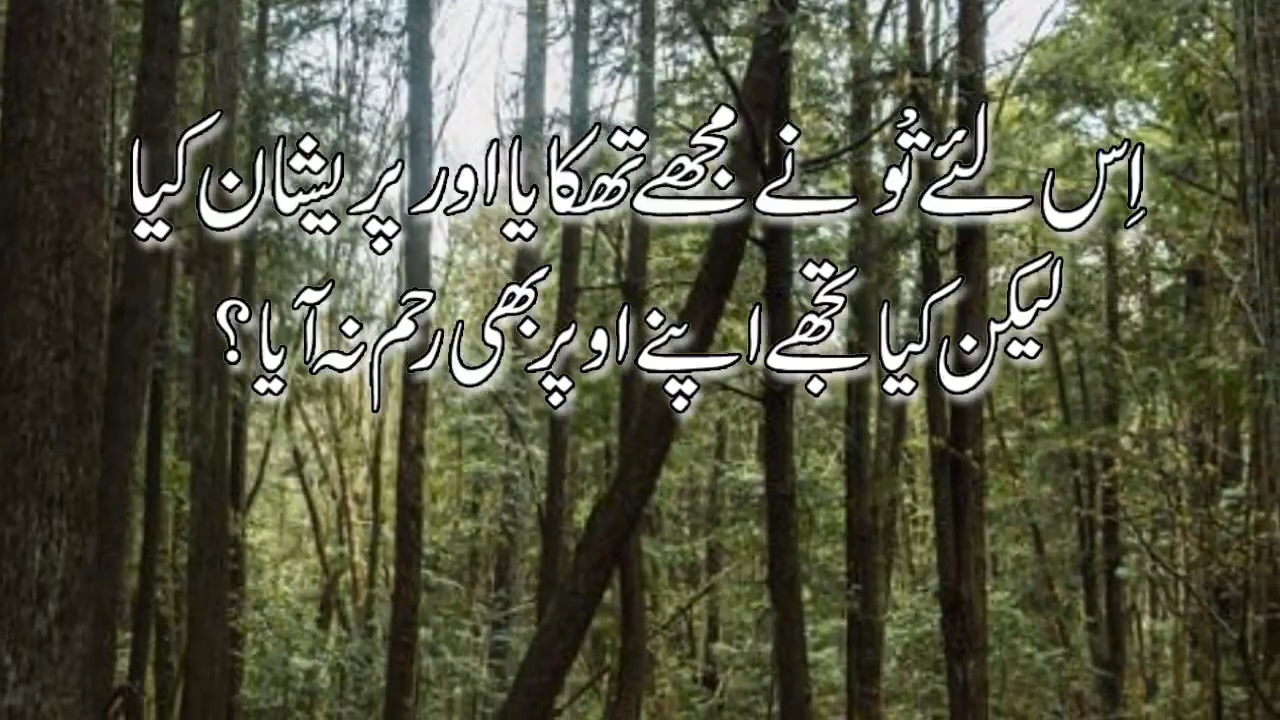 اِس لئے تُو نے مجھے تھکایا اور پریشان کیا
لیکن کیا تجھے اپنے اوپر بھی رحم نہ آیا؟